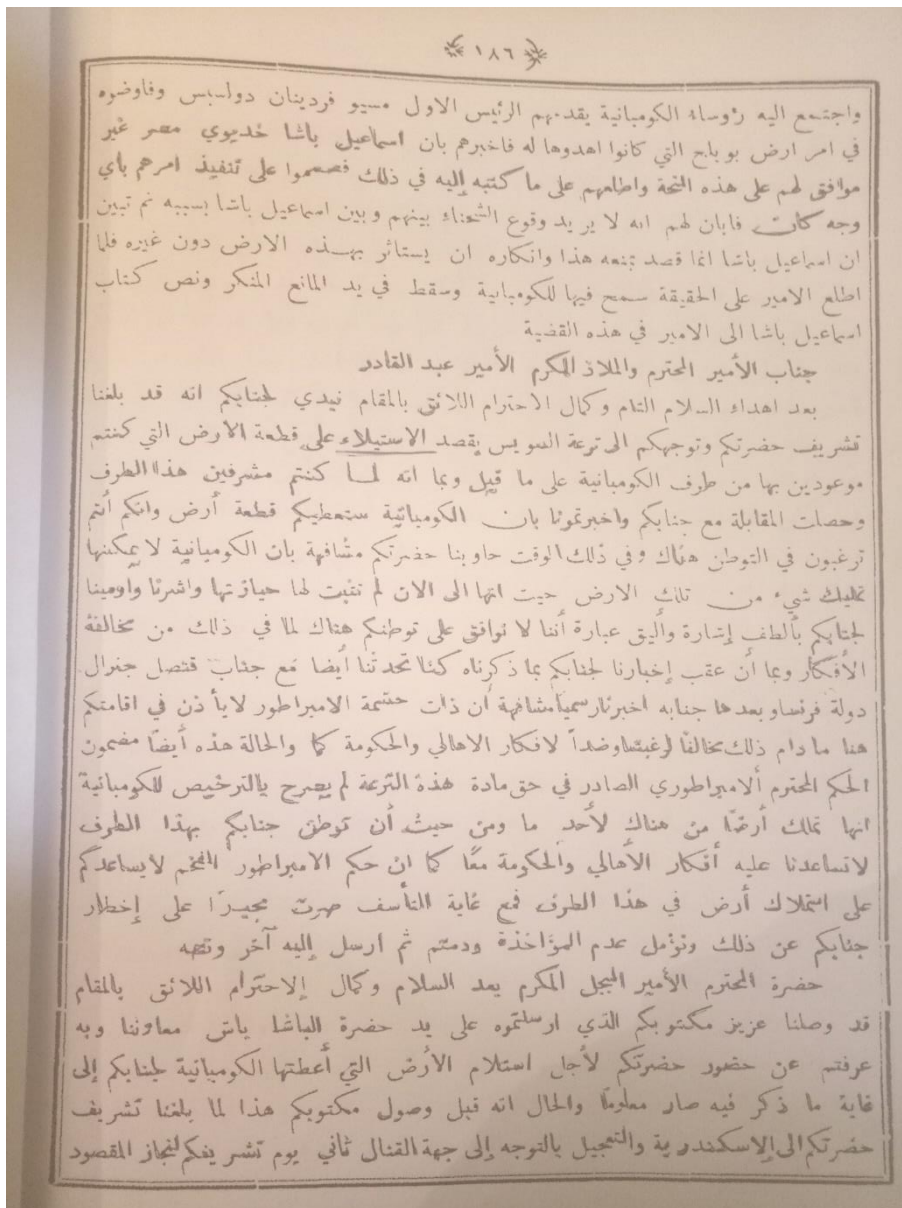 ﴿ ١٨٦ ﴾
واجتمع اليه رؤساء الكومبانية يقدمهم الرئيس الاول مسيو فردينان دولسبس وفاوضوه
في امر ارض بو بلح التي كانوا اهدوها له فاخبرهم بان اسماعيل باشا خديوي مصر غير
موافق لهم على هذه المنحة واطلعهم على ما كتبه إليه في ذلك فصمموا على تنفيذ امرهم بأي
وجه كان فابان لهم انه لا يريد وقوع الشحناء بينهم وبين اسماعيل باشا بسببه ثم تبين
ان اسماعيل باشا انما قصد بمنعه هذا وانكاره ان يستاثر بهذه الارض دون غيره فلما
اطلع الامير على الحقيقة سمح فيها للكومبانية وسقط في يد المانع المنكر ونص كتاب
اسماعيل باشا الى الامير في هذه القضية
جناب الأمير المحترم والملاذ المكرم الأمير عبد القادر
بعد اهداء السلام التام وكمال الاحترام اللائق بالمقام نبدي لجنابكم انه قد بلغنا
تشريف حضرتكم وتوجهكم الى ترعة السويس بقصد الاستيلاء على قطعة الأرض التي كنتم
موعودين بها من طرف الكومبانية على ما قيل وبما انه لما كنتم مشرفين هذا الطرف
وحصلت المقابلة مع جنابكم واخبرتمونا بان الكومبانية ستعطيكم قطعة أرض وانكم أنتم
ترغبون في التوطن هناك وفي ذلك الوقت جاوبنا حضرتكم مشافهة بان الكومبانية لا يمكنها
تمليك شيء من تلك الارض حيث انها الى الان لم تثبت لها حيازتها واشرنا وأومينا
لجنابكم بألطف إشارة وأليق عبارة أننا لا نوافق على توطنكم هناك لما في ذلك من مخالفة
الأفكار وبما أن عقب إخبارنا لجنابكم بما ذكرناه كنا تحدثنا أيضا مع جناب قنصل جنرال
دولة فرنسا وبعدها جنابه اخبرنا رسميا مشافهة أن ذات حشمة الامبراطور لا يأذن في اقامتكم
هنا ما دام ذلك مخالفا لرغبتنا وضداً لافكار الاهالي والحكومة كما والحالة هذه أيضا مضمون
الحكم المحترم ألامبراطوري الصادر في حق مادة هذه الترعة لم يصرح بالترخيص للكومبانية
انها تملك أرضًا من هناك لأحد ما ومن حيث أن توطن جنابكم بهذا الطرف
لاتساعدنا عليه أفكار الأهالي والحكومة معًا كما ان حكم الامبراطور المفخم لايساعدكم
على استملاك أرض في هذا الطرف فمع غاية التأسف صرت مجبرًا على إخطار
جنابكم عن ذلك ونؤمل عدم المؤاخذة ودمتم ثم ارسل إليه آخر ونصه
حضرة المحترم الأمير المبجل المكرم بعد السلام وكمال الاحترام اللائق بالمقام
قد وصلنا عزيز مكتوبكم الذي ارسلتموه على يد حضرة الباشا باش معاوننا وبه
عرفتم عن حضور حضرتكم لأجل استلام الأرض التي أعطتها الكومبانية لجنابكم إلى
غاية ما ذكر فيه صار معلومًا والحال انه قبل وصول مكتوبكم هذا لما بلغنا تشريف
حضرتكم الى الاسكندرية والتعجيل بالتوجه إلى جهة القنال ثاني يوم تشريفكم لنجاز المقصود